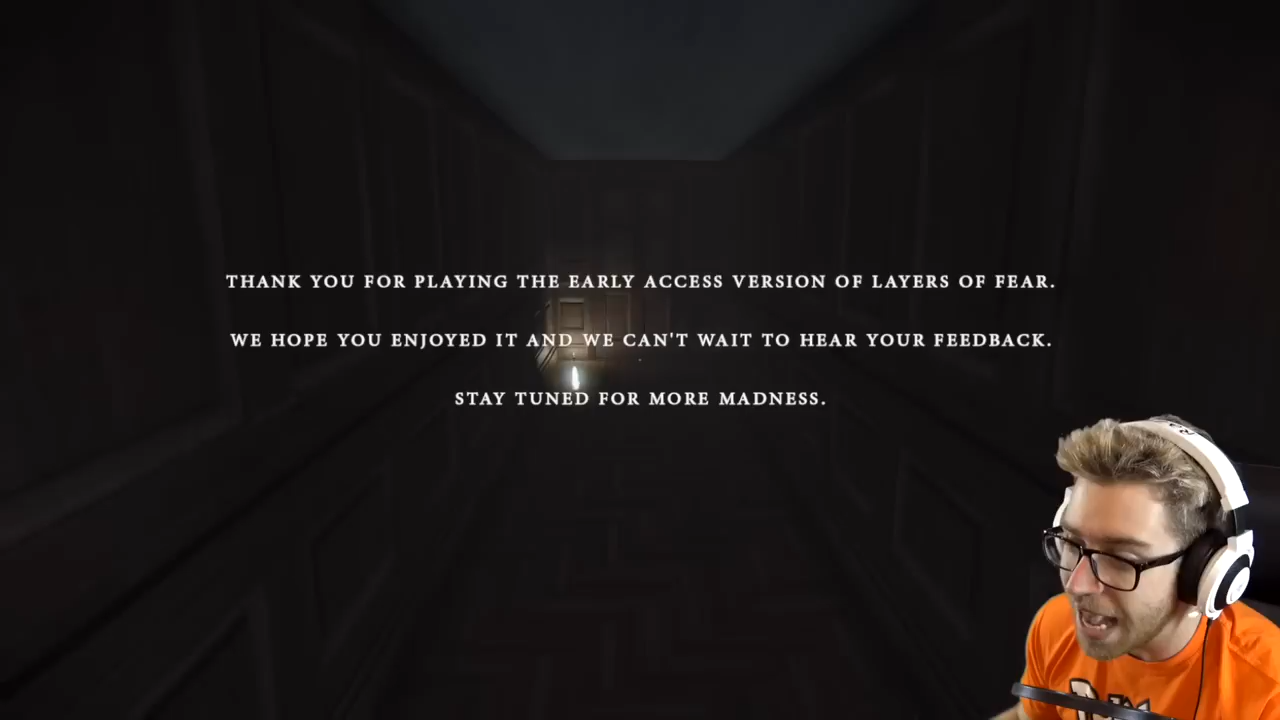 THANK YOU FOR PLAYING THE EARLY ACCESS VERSION OF LAYERS OF FEAR.
WE HOPE YOU ENJOYED IT AND WE CAN'T WAIT TO HEAR YOUR FEEDBACK.
STAY TUNED FOR MORE MADNESS.